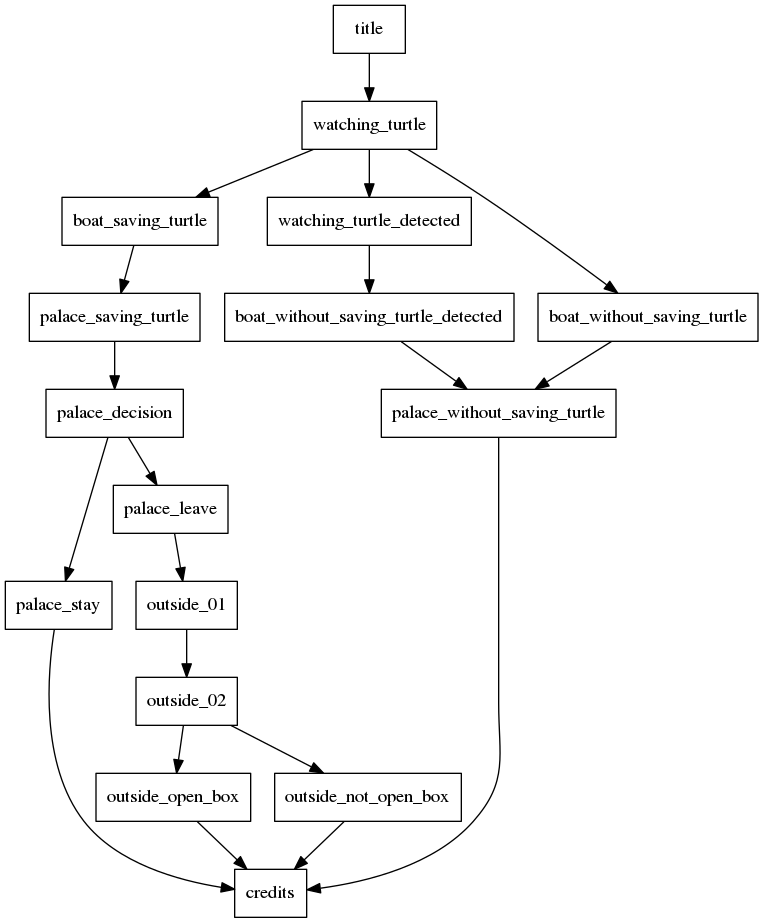 title
watching_turtle
boat_saving_turtle
watching_turtle_detected
palace_saving_turtle
boat_without_saving_turtle_detected
boat_without_saving_turtle
palace_decision
palace_without_saving_turtle
palace_leave
palace_stay
outside_01
outside_02
outside_open_box
outside_not_open_box
credits